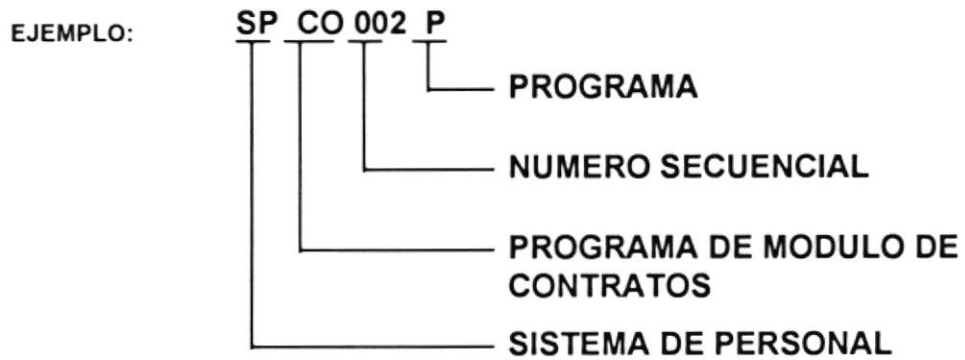 EJEMPLO: SP CO 002 P
PROGRAMA
NUMERO SECUENCIAL
PROGRAMA DE MODULO DE
CONTRATOS
SISTEMA DE PERSONAL